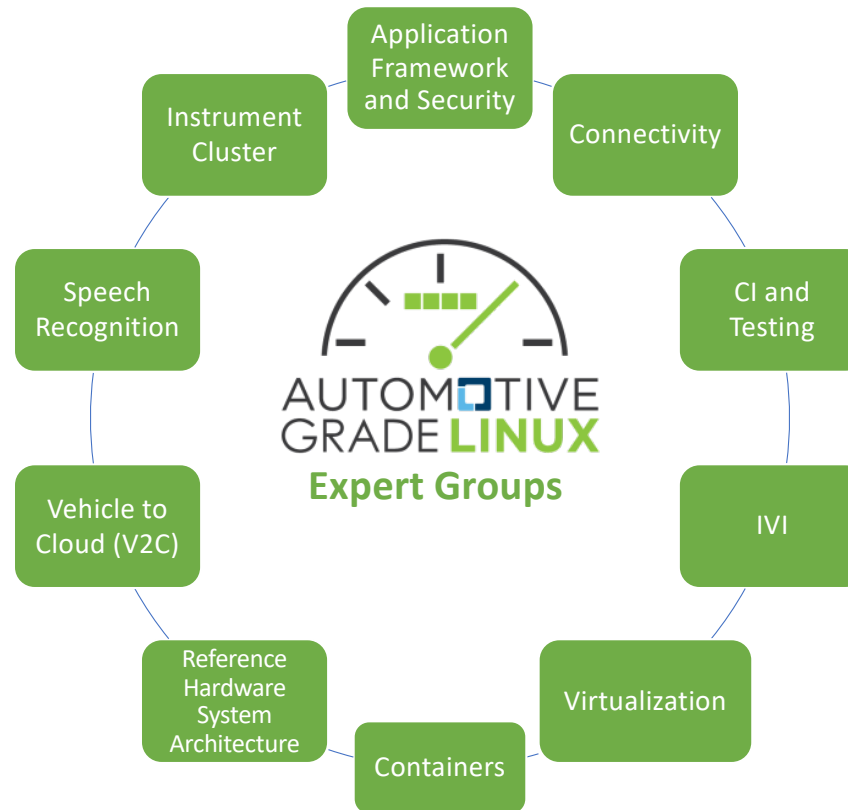 Application
Framework
and Security
Connectivity
CI and
Testing
IVI
Virtualization
Containers
Reference
Hardware
System
Architecture
Vehicle to
Cloud (V2C)
Speech
Recognition
Instrument
Cluster
AUTOMOTIVE
GRADE LINUX
Expert Groups